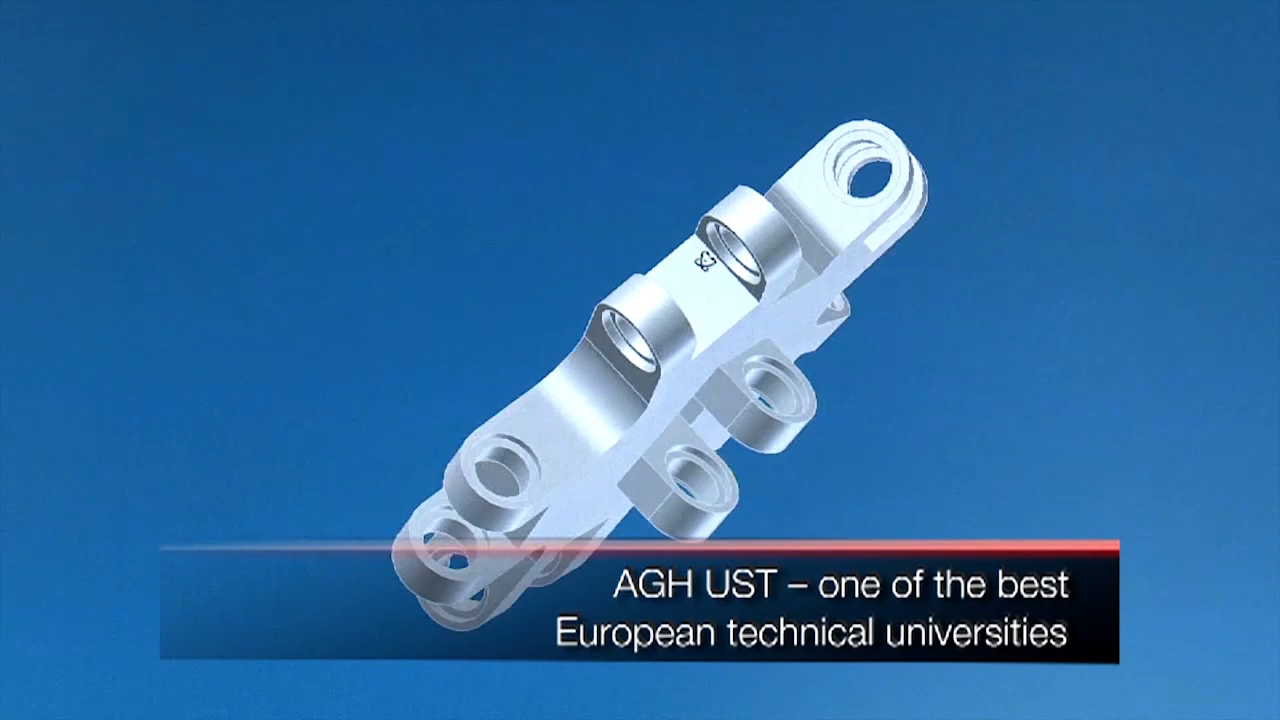 AGH UST – one of the best
European technical universities